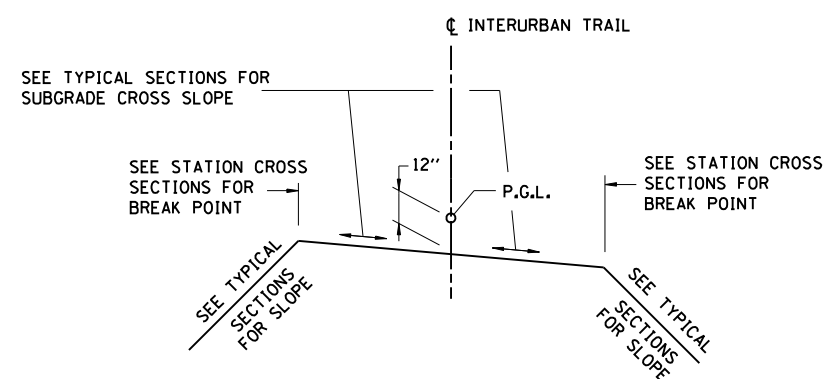 ℄ INTERURBAN TRAIL
SEE TYPICAL SECTIONS FOR
SUBGRADE CROSS SLOPE
SEE STATION CROSS
SECTIONS FOR
BREAK POINT
12''
P.G.L.
SEE STATION CROSS
SECTIONS FOR
BREAK POINT
SEE TYPICAL
SECTIONS
FOR SLOPE
SEE TYPICAL
SECTIONS
FOR SLOPE